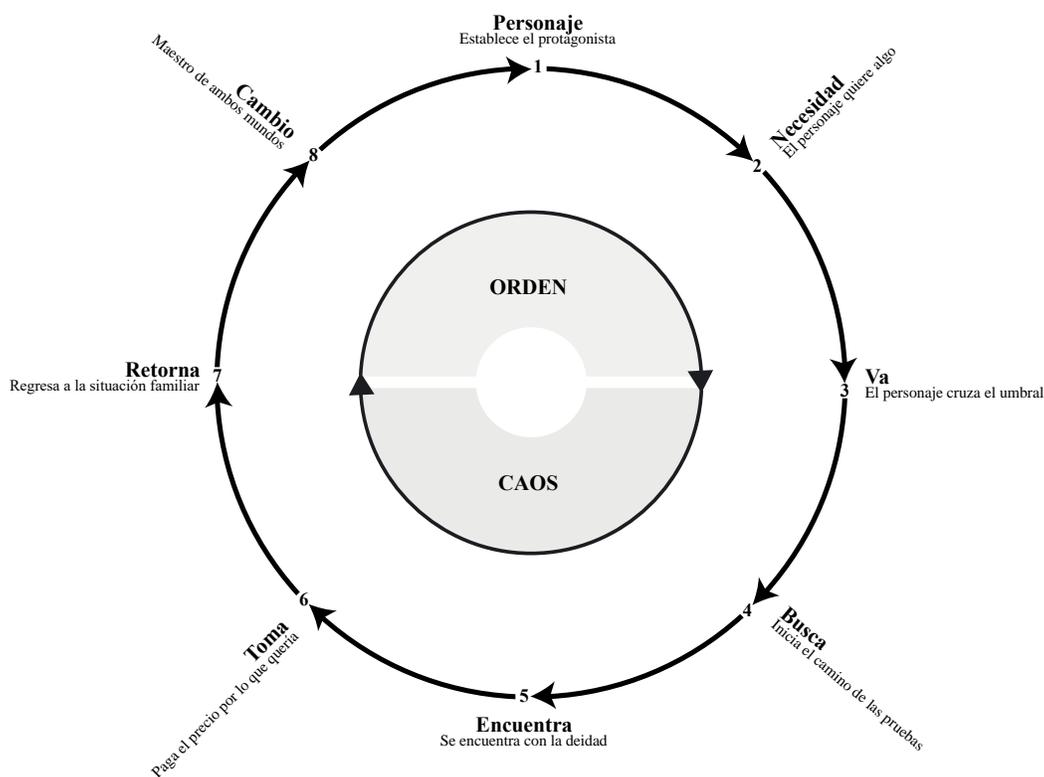 Personaje
Establece el protagonista
1
Necesidad
El personaje quiere algo
2
Va
El personaje cruza el umbral
3
Busca
Inicia el camino de las pruebas
4
Encuentra
Se encuentra con la deidad
5
Toma
Paga el precio por lo que quería
6
Retorna
Regresa a la situación familiar
7
Cambio
Maestro de ambos mundos
8
ORDEN
CAOS